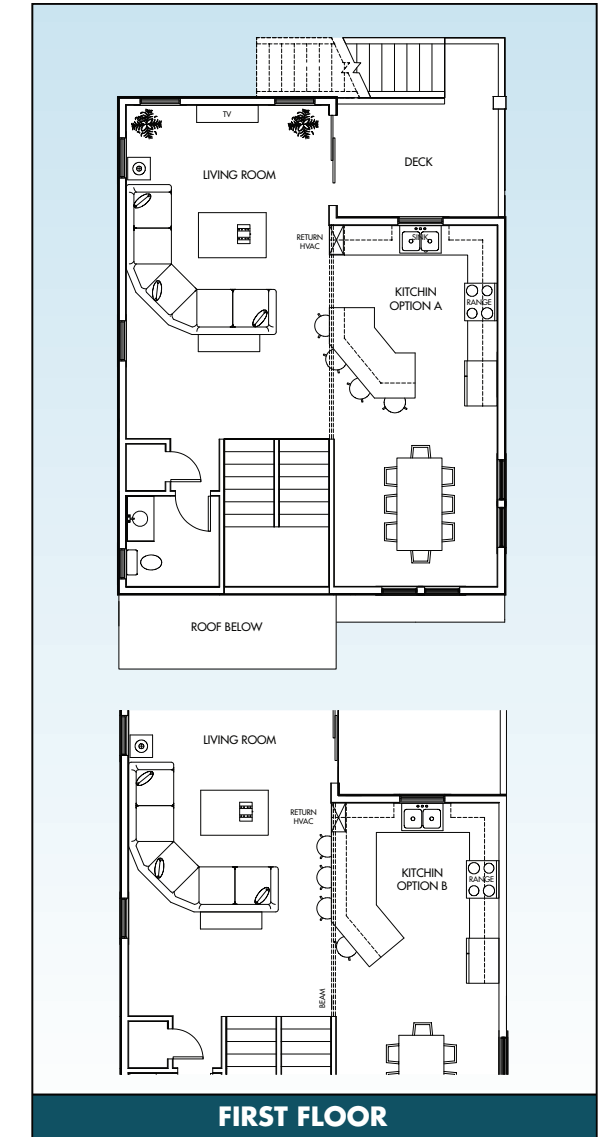 TV
LIVING ROOM
DECK
RETURN
HVAC
SINK
KITCHIN
OPTION A
RANGE
ROOF BELOW
LIVING ROOM
RETURN
HVAC
KITCHIN
OPTION B
RANGE
BEAM
FIRST FLOOR